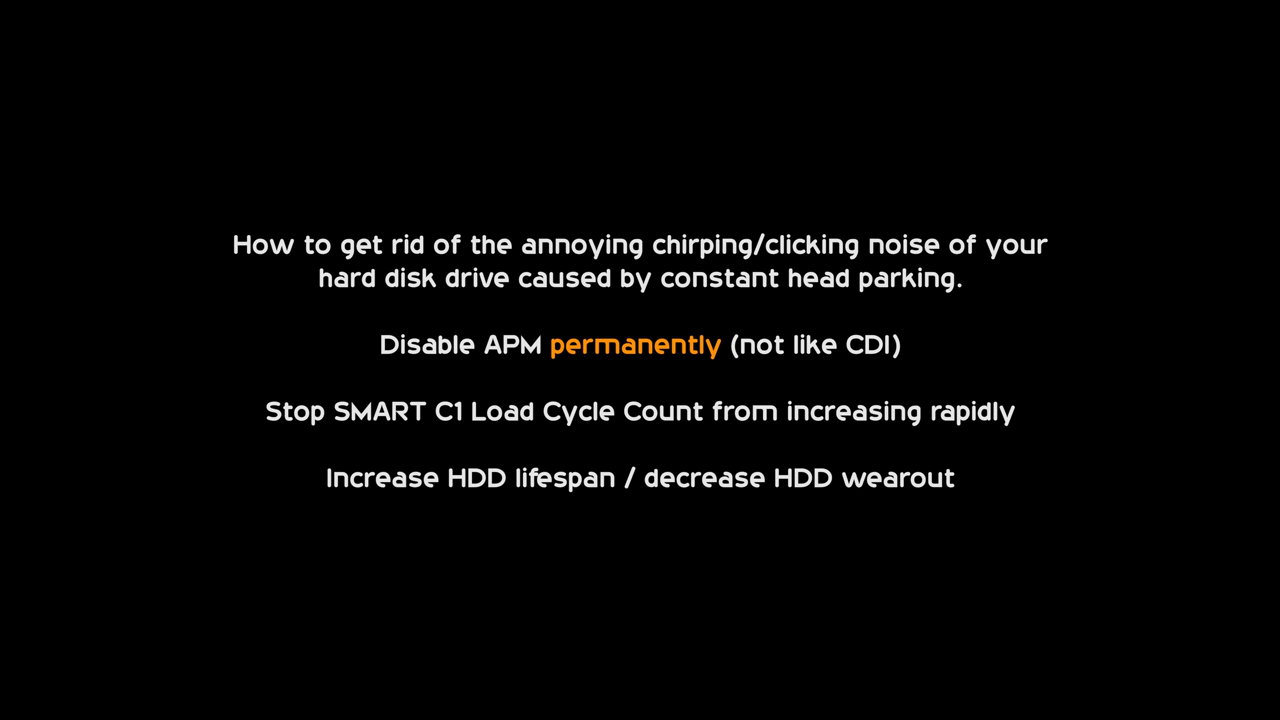 How to get rid of the annoying chirping/clicking noise of your
hard disk drive caused by constant head parking.
Disable APM permanently (not like CDI)
Stop SMART C1 Load Cycle Count from increasing rapidly
Increase HDD lifespan / decrease HDD wearout